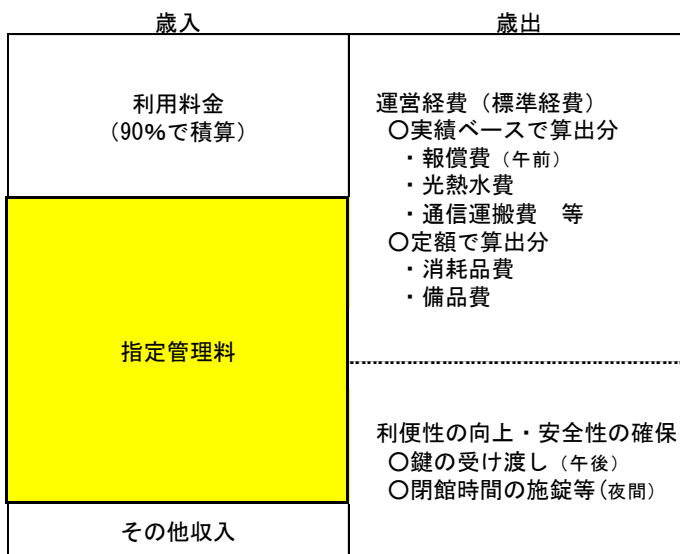 歳入
歳出
利用料金
(90%で積算)
指定管理料
その他収入
運営経費（標準経費）
〇実績ベースで算出分
・報償費（午前）
・光熱水費
・通信運搬費　等
〇定額で算出分
・消耗品費
・備品費
利便性の向上・安全性の確保
〇鍵の受け渡し（午後）
〇閉館時間の施錠等(夜間)